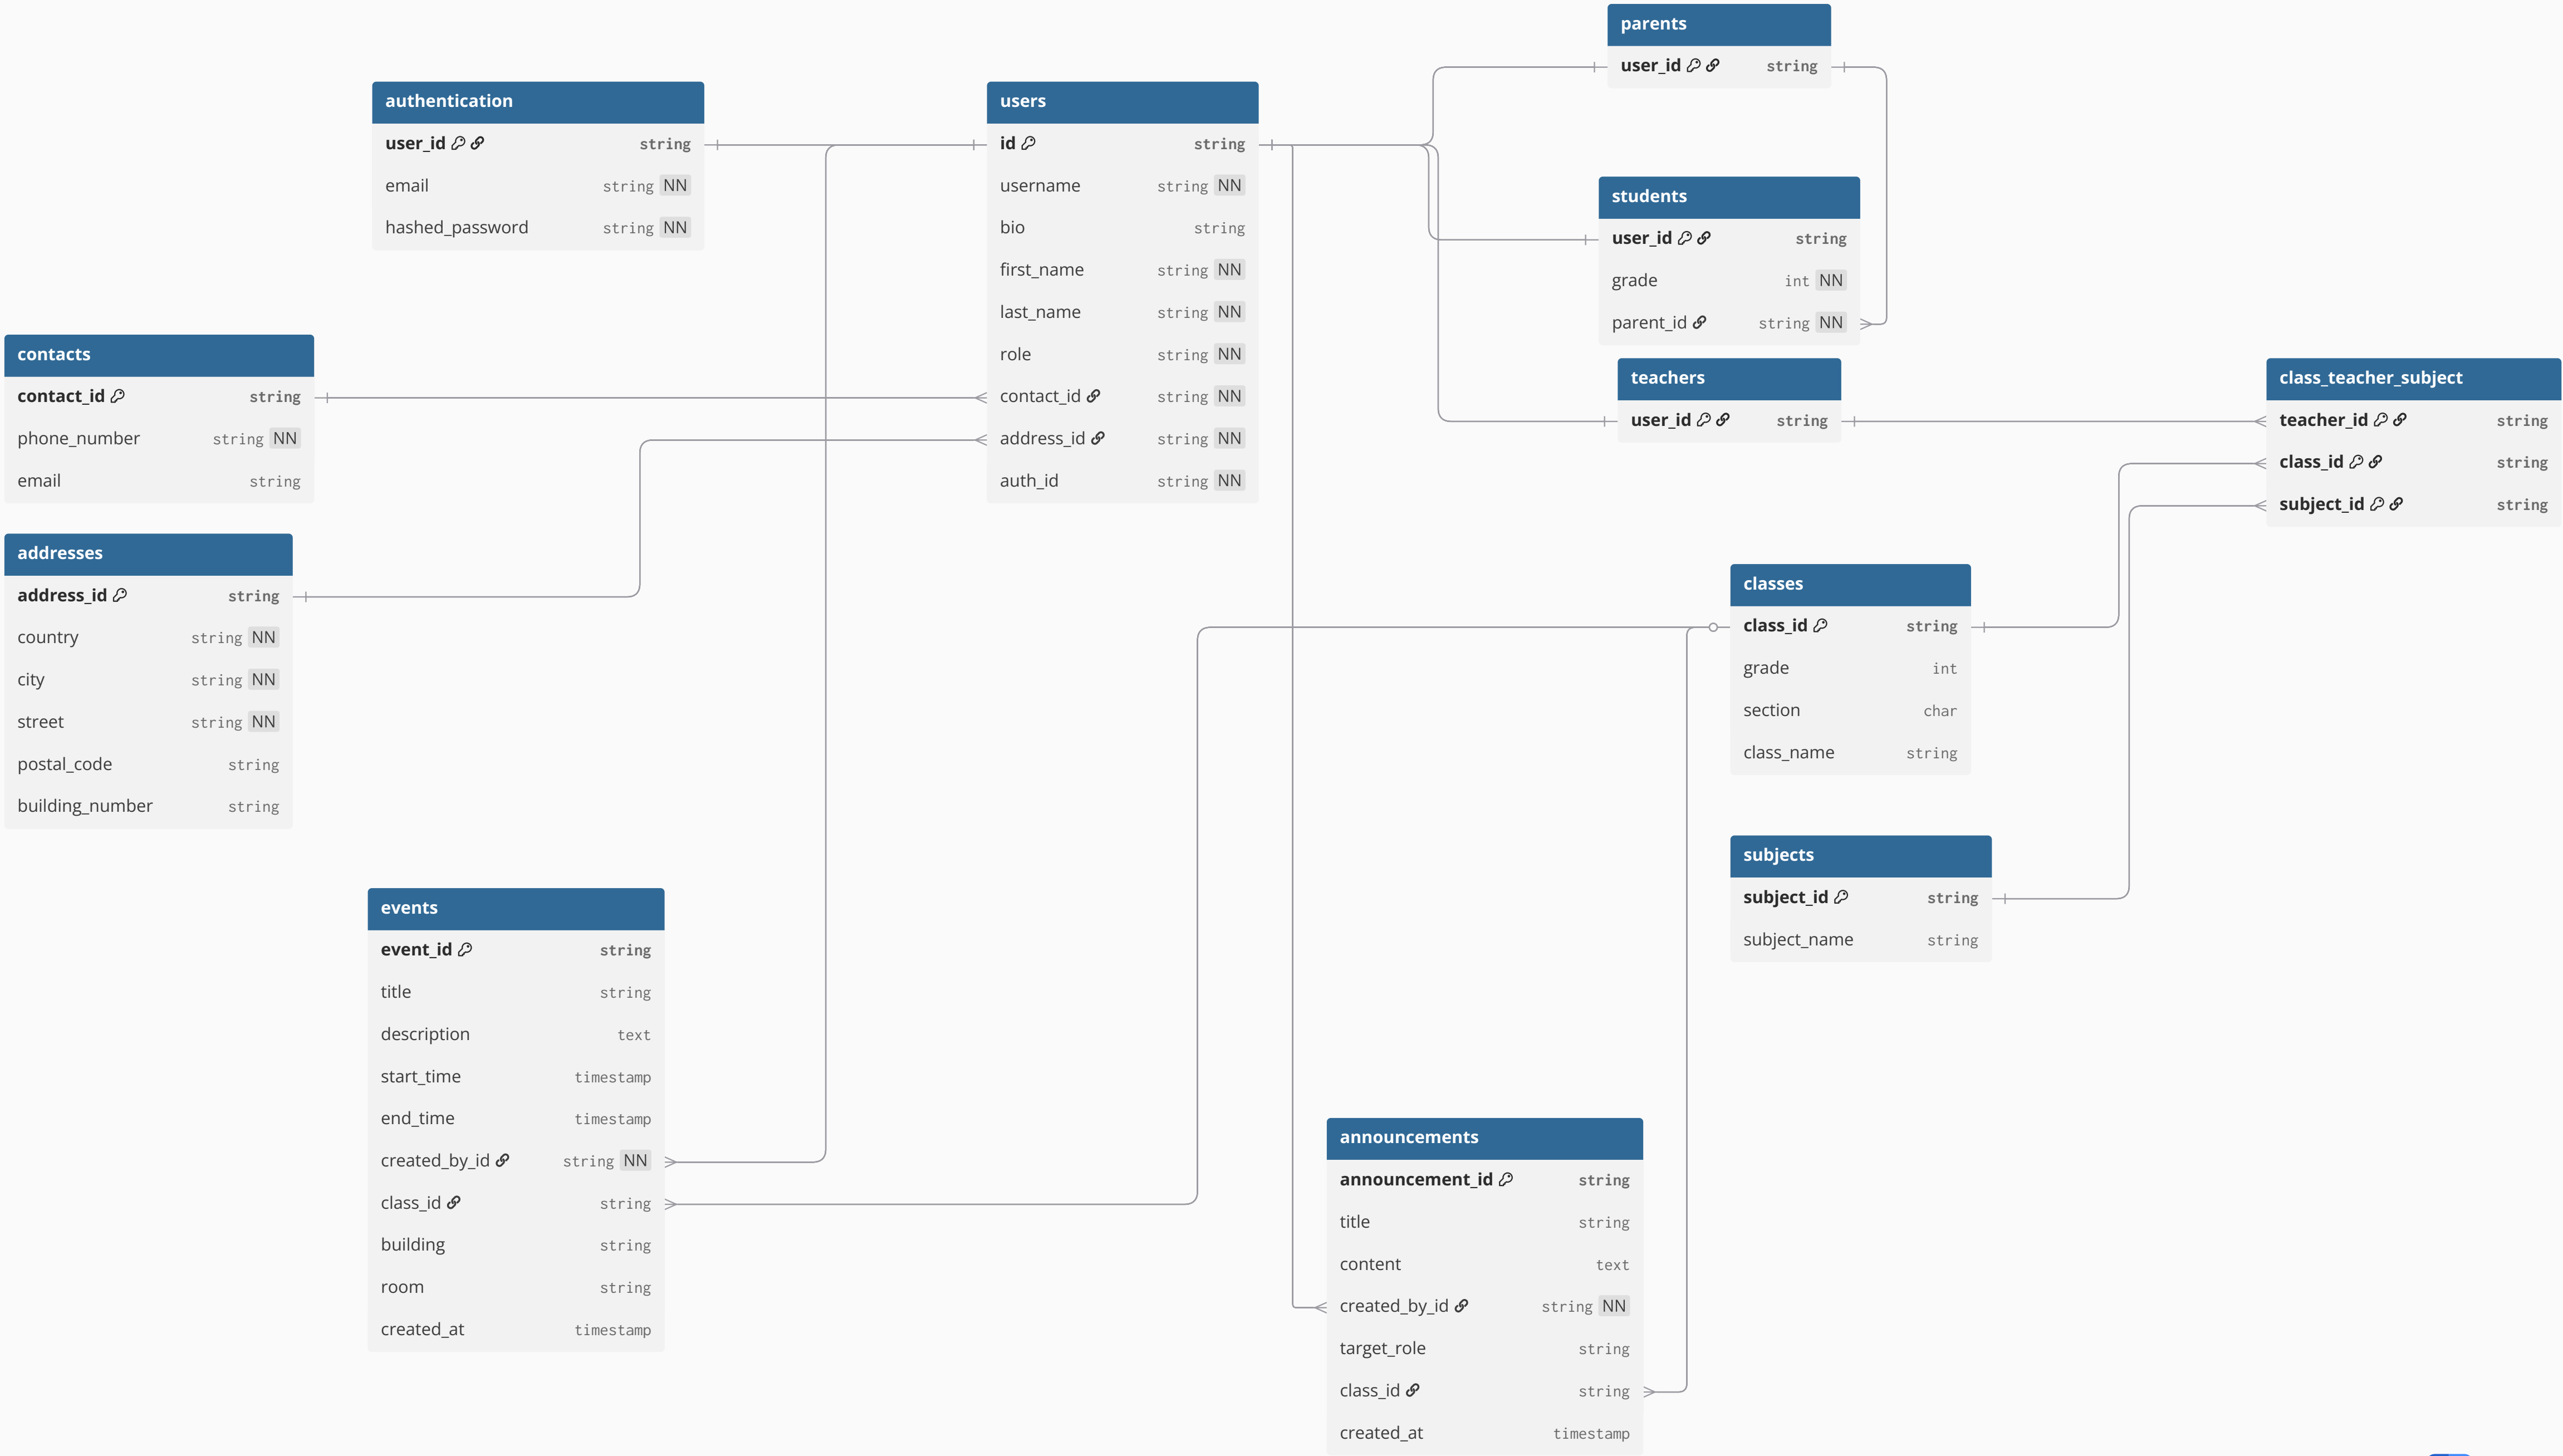 parents
user_id string
authentication
user_id string
email string NN
hashed_password string NN
users
id string
username string NN
bio string
first_name string NN
last_name string NN
role string NN
contact_id string NN
address_id string NN
auth_id string NN
students
user_id string
grade int NN
parent_id string NN
contacts
contact_id string
phone_number string NN
email string
teachers
user_id string
class_teacher_subject
teacher_id string
class_id string
subject_id string
addresses
address_id string
country string NN
city string NN
street string NN
postal_code string
building_number string
classes
class_id string
grade int
section char
class_name string
subjects
subject_id string
subject_name string
events
event_id string
title string
description text
start_time timestamp
end_time timestamp
created_by_id string NN
class_id string
building string
room string
created_at timestamp
announcements
announcement_id string
title string
content text
created_by_id string NN
target_role string
class_id string
created_at timestamp